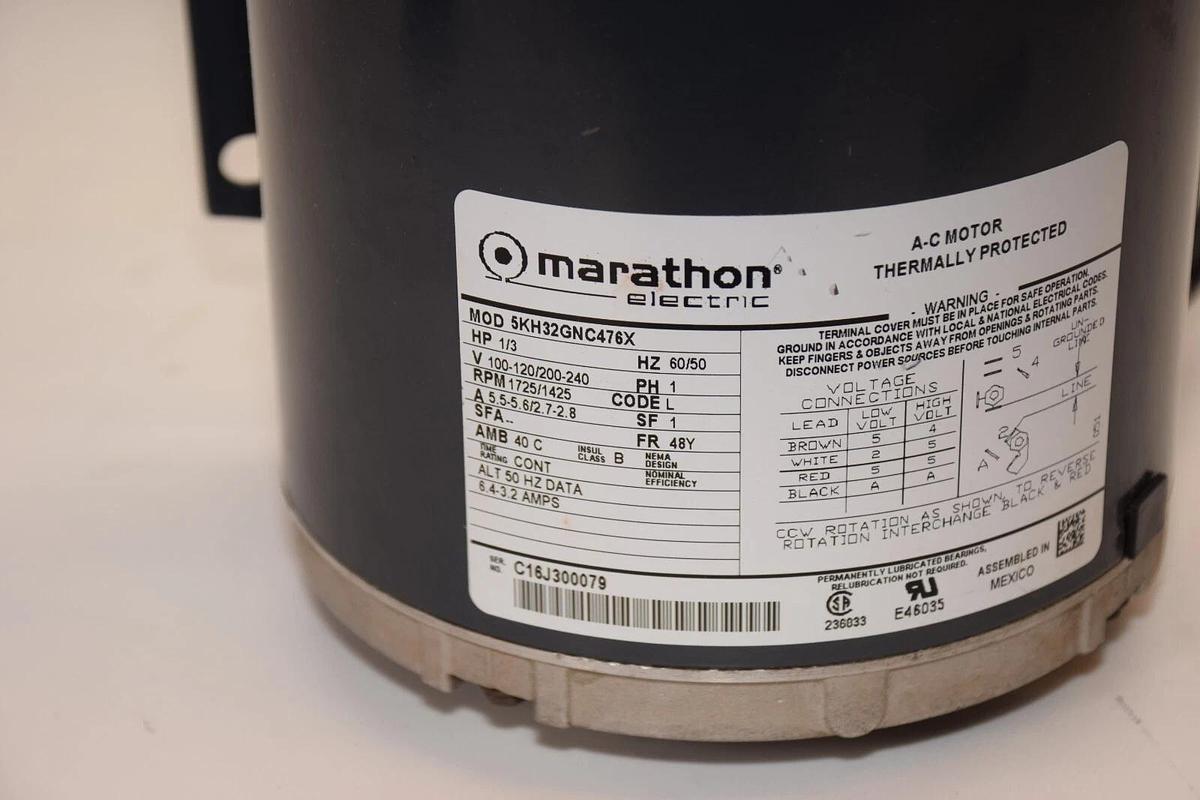 marathon®
electric
A-C MOTOR
THERMALLY PROTECTED
MOD 5KH32GNC476X
HP 1/3 HZ 60/50
V 100-120/200-240 PH 1
RPM 1725/1425 CODE L
A 5.5-5.6/2.7-2.8 SF 1
SFA-- FR 48Y
AMB 40 C INSUL CLASS B NEMA DESIGN
TIME RATING CONT NOMINAL EFFICIENCY
ALT 50 HZ DATA
6.4-3.2 AMPS
- WARNING -
TERMINAL COVER MUST BE IN PLACE FOR SAFE OPERATION.
GROUND IN ACCORDANCE WITH LOCAL & NATIONAL ELECTRICAL CODES.
KEEP FINGERS & OBJECTS AWAY FROM OPENINGS & ROTATING PARTS.
DISCONNECT POWER SOURCES BEFORE TOUCHING INTERNAL PARTS.
VOLTAGE
CONNECTIONS
LEAD LOW VOLT HIGH VOLT
BROWN 5 4
WHITE 2 5
RED 5 5
BLACK A A
5
4
UN-
GROUNDED
LINE
2
A
CCW ROTATION AS SHOWN, TO REVERSE
ROTATION INTERCHANGE BLACK & RED
SER. NO. C16J300079
PERMANENTLY LUBRICATED BEARINGS,
RELUBRICATION NOT REQUIRED.
236033
E46035
ASSEMBLED IN
MEXICO